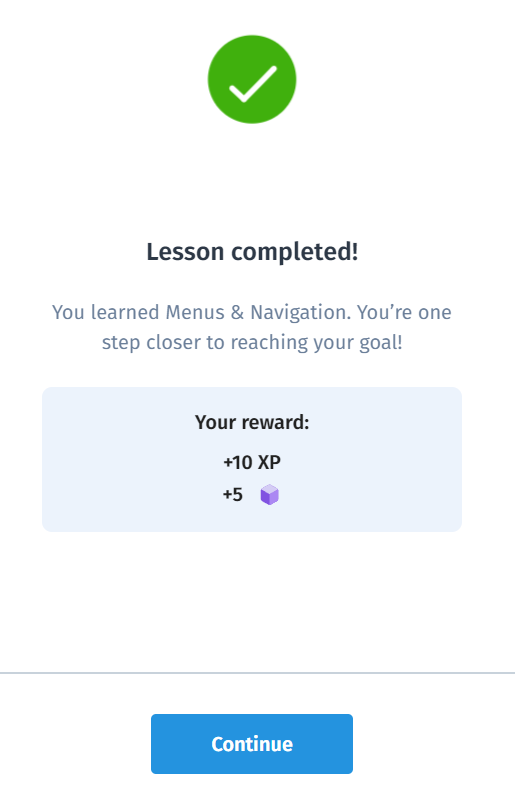 Lesson completed!
You learned Menus & Navigation. You’re one
step closer to reaching your goal!
Your reward:
+10 XP
+5
Continue